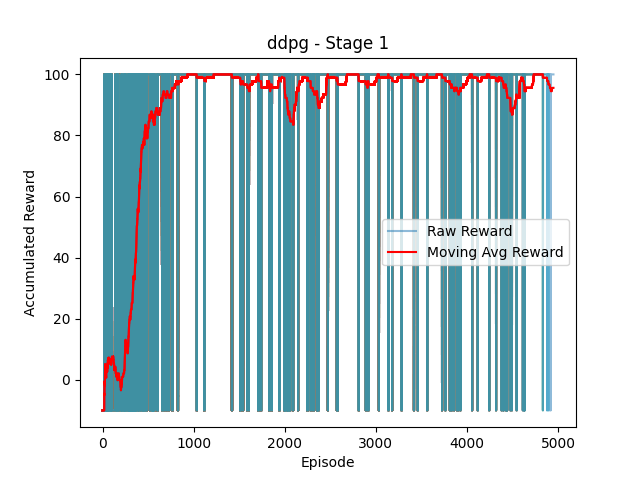 ddpg - Stage 1
100
80
60
40
20
0
Accumulated Reward
Raw Reward
Moving Avg Reward
0
1000
2000
3000
4000
5000
Episode